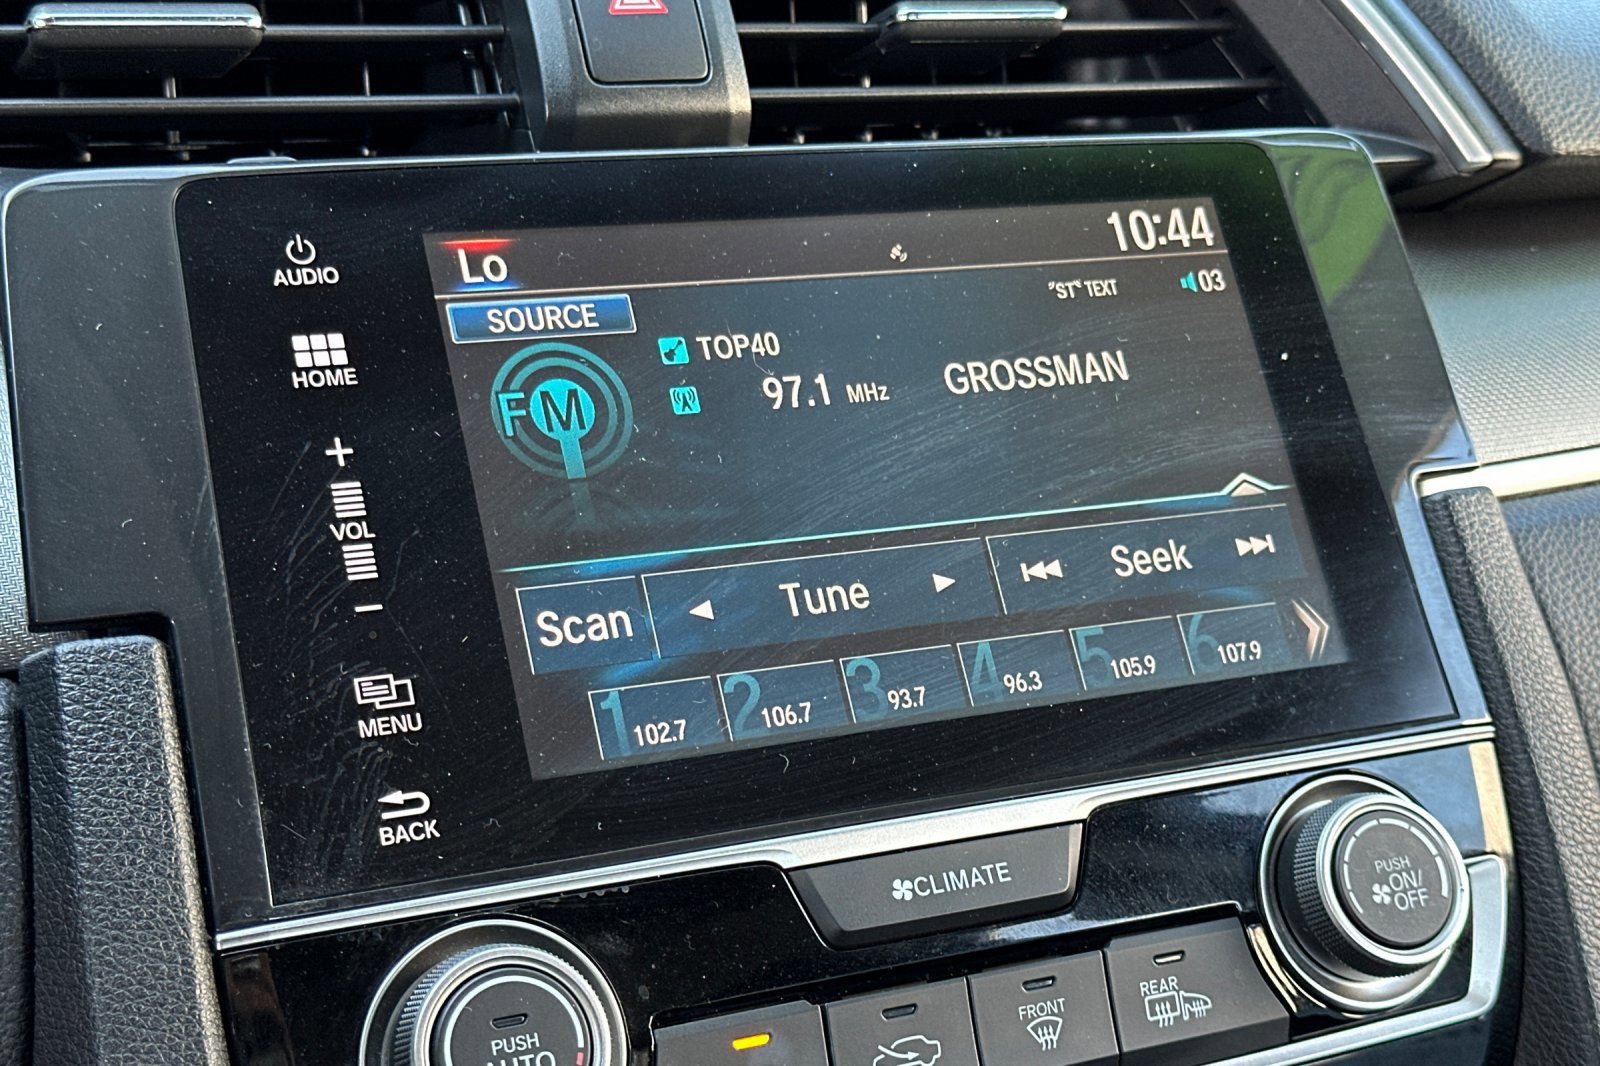 AUDIO
HOME
+
VOL
−
MENU
BACK
Lo
10:44
"ST" TEXT
03
SOURCE
FM
TOP40
97.1 MHz
GROSSMAN
Scan
Tune
Seek
1 102.7
2 106.7
3 93.7
4 96.3
5 105.9
6 107.9
CLIMATE
PUSH
ON/
OFF
PUSH
AUTO
FRONT
REAR